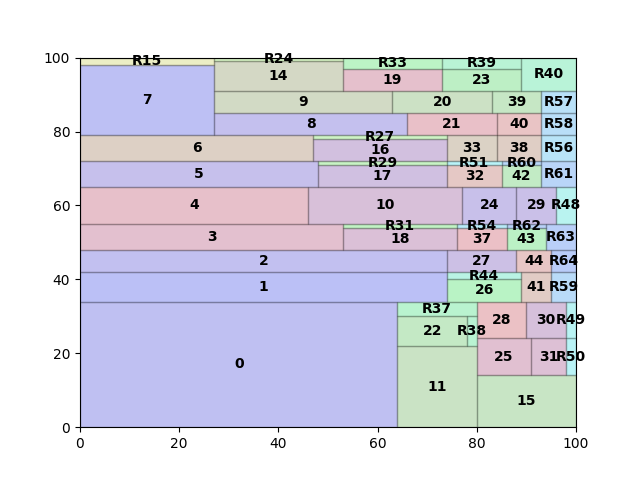 100
R15 R24 R33 R39 R40
7 14 19 23
9 20 39 R57
80 8 21 40 R58
R27
6 16 33 38 R56
R29 R51 R60
5 17 32 42 R61
60 4 10 24 29 R48
R31 R54 R62
3 18 37 43 R63
2 27 44 R64
40 R44
1 26 41 R59
R37
22 R38 28 30 R49
20 0 25 31 R50
11 15
0
0 20 40 60 80 100